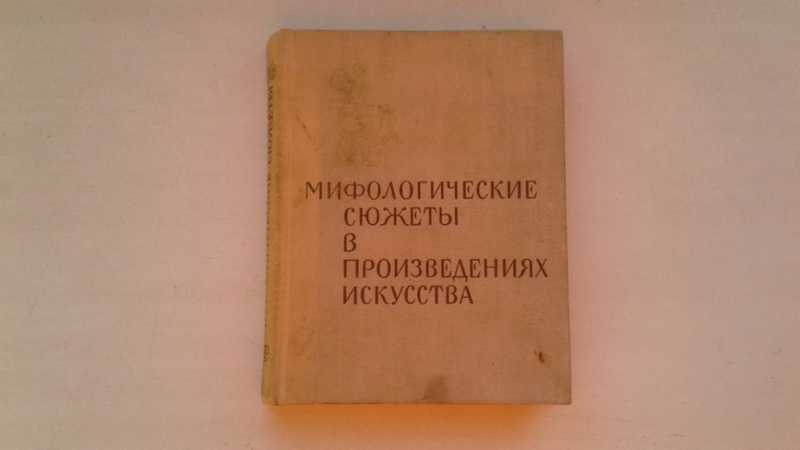 МИФОЛОГИЧЕСКИЕ
СЮЖЕТЫ
В
ПРОИЗВЕДЕНИЯХ
ИСКУССТВА